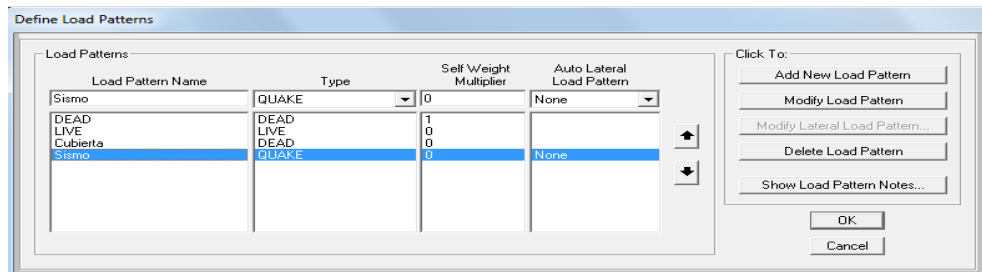 Define Load Patterns
Load Patterns
Click To:
Load Pattern Name Type Self Weight Multiplier Auto Lateral Load Pattern
Sismo QUAKE 0 None
DEAD DEAD 1
LIVE LIVE 0
Cubierta DEAD 0
Sismo QUAKE 0 None
Add New Load Pattern
Modify Load Pattern
Modify Lateral Load Pattern...
Delete Load Pattern
Show Load Pattern Notes...
OK
Cancel